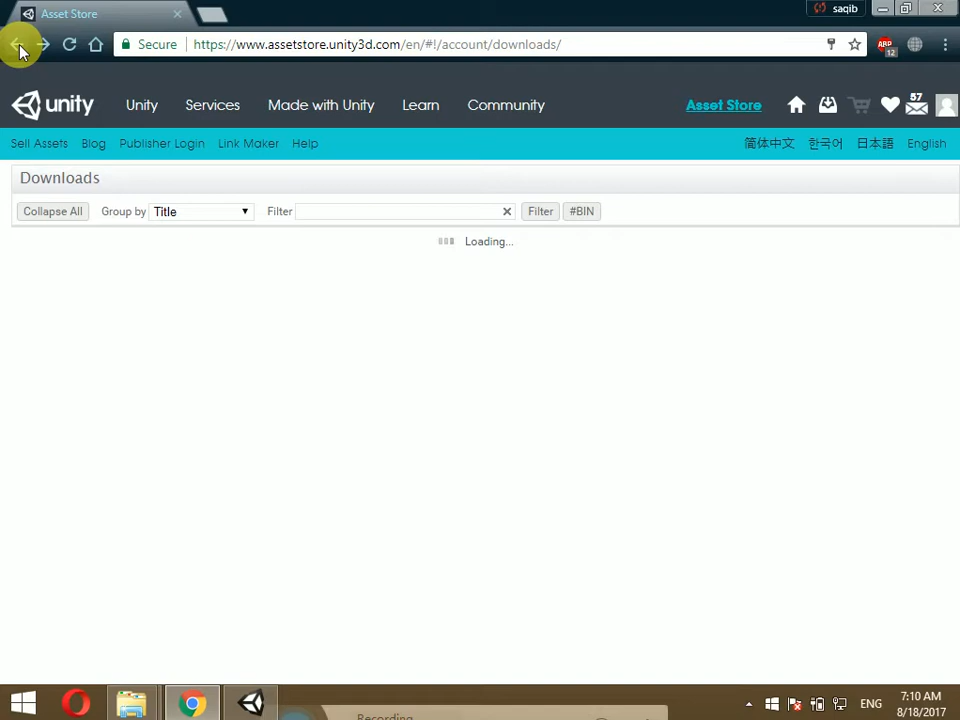 Asset Store
saqib
Secure
https://www.assetstore.unity3d.com/en/#!/account/downloads/
ABP
12
unity
Unity
Services
Made with Unity
Learn
Community
Asset Store
57
Sell Assets
Blog
Publisher Login
Link Maker
Help
简体中文
한국어
日本語
English
Downloads
Collapse All
Group by
Title
Filter
Filter
#BIN
Loading...
Recording
ENG
7:10 AM
8/18/2017